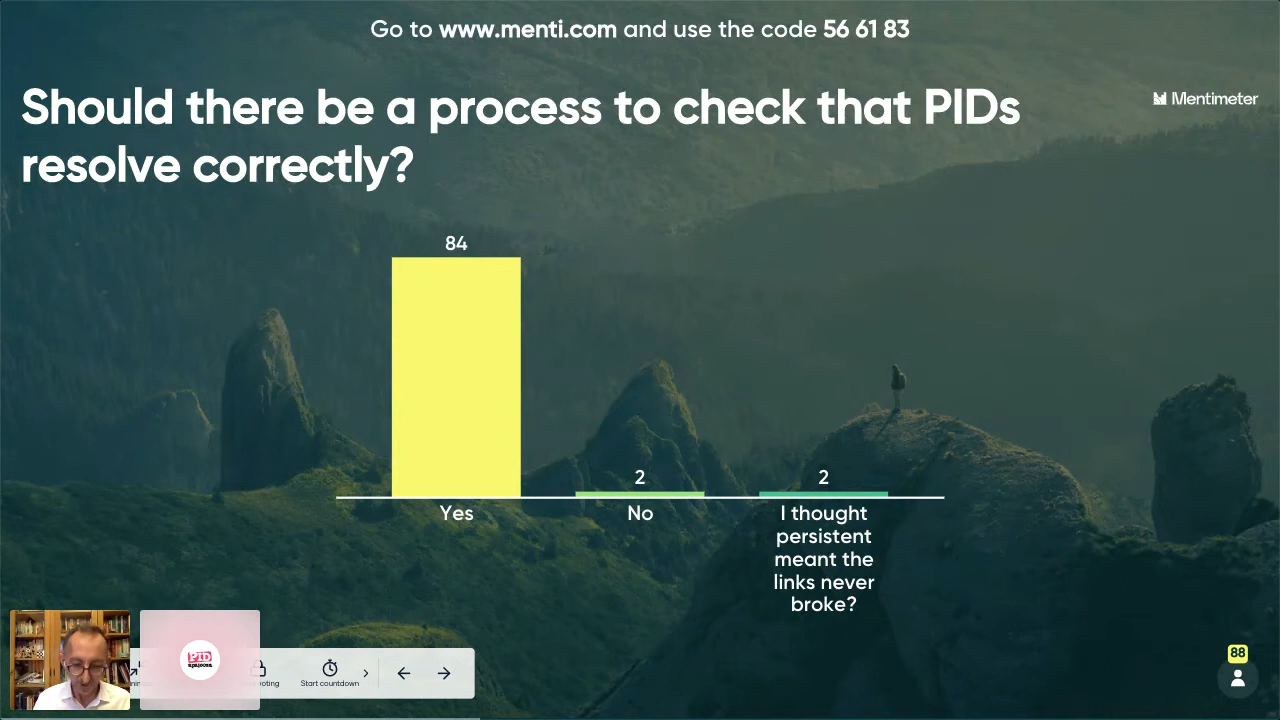 Go to www.menti.com and use the code 56 61 83
Should there be a process to check that PIDs
resolve correctly?
Mentimeter
84
2
2
Yes
No
I thought
persistent
meant the
links never
broke?
PID
apalooza
voting
Start countdown
88